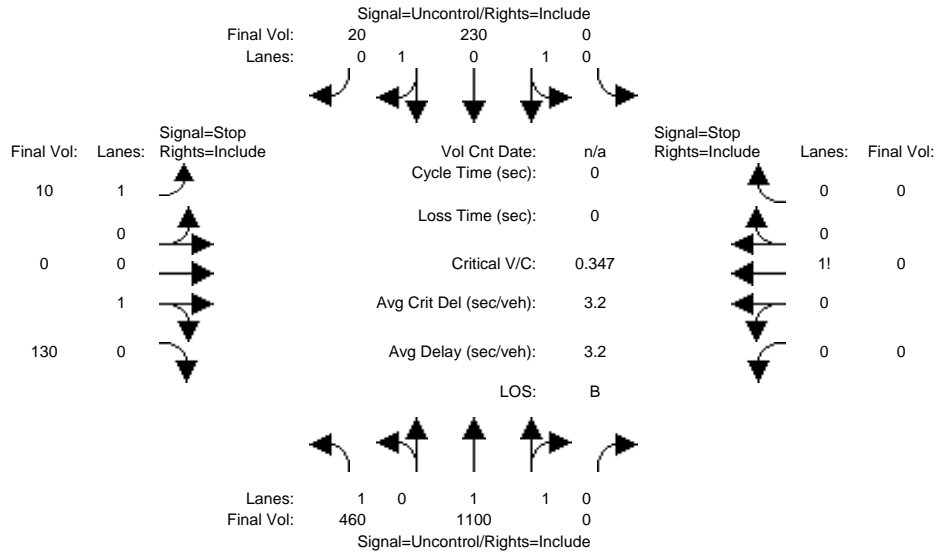 Signal=Uncontrol/Rights=Include
Final Vol: 20 230 0
Lanes: 0 1 0 1 0
Signal=Stop
Final Vol: Lanes: Rights=Include
Vol Cnt Date: n/a
Signal=Stop
Rights=Include Lanes: Final Vol:
Cycle Time (sec): 0
10 1
0 0
Loss Time (sec): 0
0
0
0 0
Critical V/C: 0.347
1! 0
1
Avg Crit Del (sec/veh): 3.2
0
130 0
Avg Delay (sec/veh): 3.2
0 0
LOS: B
Lanes: 1 0 1 1 0
Final Vol: 460 1100 0
Signal=Uncontrol/Rights=Include